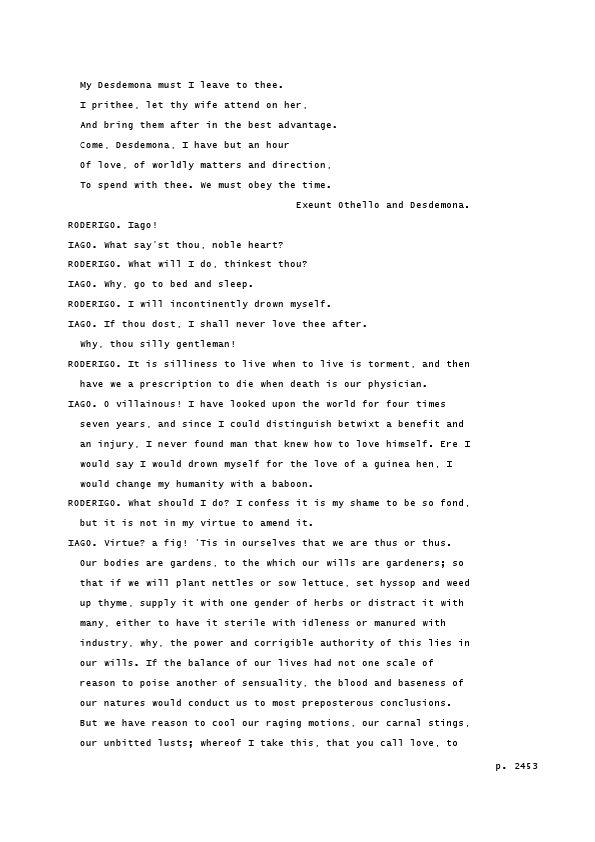 My Desdemona must I leave to thee.
I prithee, let thy wife attend on her,
And bring them after in the best advantage.
Come, Desdemona, I have but an hour
Of love, of worldly matters and direction,
To spend with thee. We must obey the time.
Exeunt Othello and Desdemona.
RODERIGO. Iago!
IAGO. What say'st thou, noble heart?
RODERIGO. What will I do, thinkest thou?
IAGO. Why, go to bed and sleep.
RODERIGO. I will incontinently drown myself.
IAGO. If thou dost, I shall never love thee after.
Why, thou silly gentleman!
RODERIGO. It is silliness to live when to live is torment, and then
have we a prescription to die when death is our physician.
IAGO. O villainous! I have looked upon the world for four times
seven years, and since I could distinguish betwixt a benefit and
an injury, I never found man that knew how to love himself. Ere I
would say I would drown myself for the love of a guinea hen, I
would change my humanity with a baboon.
RODERIGO. What should I do? I confess it is my shame to be so fond,
but it is not in my virtue to amend it.
IAGO. Virtue? a fig! 'Tis in ourselves that we are thus or thus.
Our bodies are gardens, to the which our wills are gardeners; so
that if we will plant nettles or sow lettuce, set hyssop and weed
up thyme, supply it with one gender of herbs or distract it with
many, either to have it sterile with idleness or manured with
industry, why, the power and corrigible authority of this lies in
our wills. If the balance of our lives had not one scale of
reason to poise another of sensuality, the blood and baseness of
our natures would conduct us to most preposterous conclusions.
But we have reason to cool our raging motions, our carnal stings,
our unbitted lusts; whereof I take this, that you call love, to
p. 2453